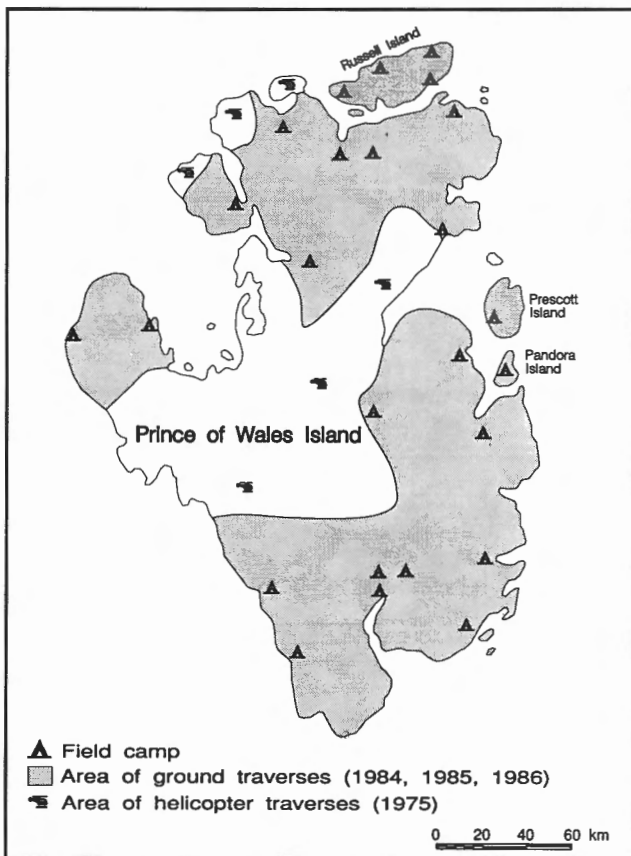 Russell Island
Prescott
Island
Pandora
Island
Prince of Wales Island
Field camp
Area of ground traverses (1984, 1985, 1986)
Area of helicopter traverses (1975)
0 20 40 60 km